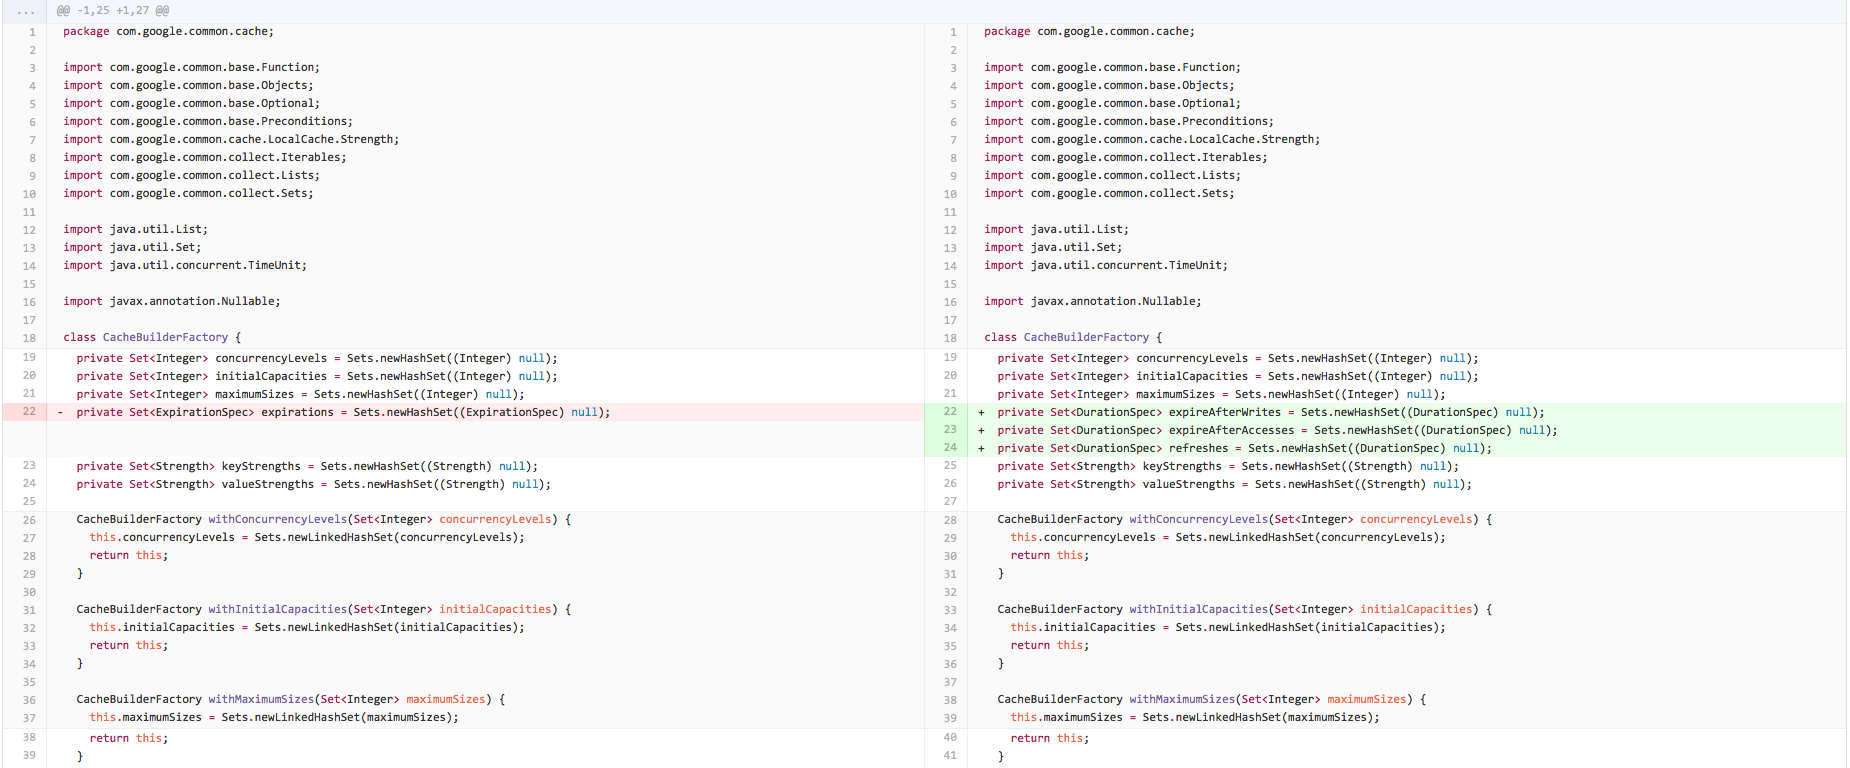 ... @@ -1,25 +1,27 @@
1 package com.google.common.cache;
2
3 import com.google.common.base.Function;
4 import com.google.common.base.Objects;
5 import com.google.common.base.Optional;
6 import com.google.common.base.Preconditions;
7 import com.google.common.cache.LocalCache.Strength;
8 import com.google.common.collect.Iterables;
9 import com.google.common.collect.Lists;
10 import com.google.common.collect.Sets;
11
12 import java.util.List;
13 import java.util.Set;
14 import java.util.concurrent.TimeUnit;
15
16 import javax.annotation.Nullable;
17
18 class CacheBuilderFactory {
19 private Set<Integer> concurrencyLevels = Sets.newHashSet((Integer) null);
20 private Set<Integer> initialCapacities = Sets.newHashSet((Integer) null);
21 private Set<Integer> maximumSizes = Sets.newHashSet((Integer) null);
22 - private Set<ExpirationSpec> expirations = Sets.newHashSet((ExpirationSpec) null);
23 private Set<Strength> keyStrengths = Sets.newHashSet((Strength) null);
24 private Set<Strength> valueStrengths = Sets.newHashSet((Strength) null);
25
26 CacheBuilderFactory withConcurrencyLevels(Set<Integer> concurrencyLevels) {
27 this.concurrencyLevels = Sets.newLinkedHashSet(concurrencyLevels);
28 return this;
29 }
30
31 CacheBuilderFactory withInitialCapacities(Set<Integer> initialCapacities) {
32 this.initialCapacities = Sets.newLinkedHashSet(initialCapacities);
33 return this;
34 }
35
36 CacheBuilderFactory withMaximumSizes(Set<Integer> maximumSizes) {
37 this.maximumSizes = Sets.newLinkedHashSet(maximumSizes);
38 return this;
39 }
1 package com.google.common.cache;
2
3 import com.google.common.base.Function;
4 import com.google.common.base.Objects;
5 import com.google.common.base.Optional;
6 import com.google.common.base.Preconditions;
7 import com.google.common.cache.LocalCache.Strength;
8 import com.google.common.collect.Iterables;
9 import com.google.common.collect.Lists;
10 import com.google.common.collect.Sets;
11
12 import java.util.List;
13 import java.util.Set;
14 import java.util.concurrent.TimeUnit;
15
16 import javax.annotation.Nullable;
17
18 class CacheBuilderFactory {
19 private Set<Integer> concurrencyLevels = Sets.newHashSet((Integer) null);
20 private Set<Integer> initialCapacities = Sets.newHashSet((Integer) null);
21 private Set<Integer> maximumSizes = Sets.newHashSet((Integer) null);
22 + private Set<DurationSpec> expireAfterWrites = Sets.newHashSet((DurationSpec) null);
23 + private Set<DurationSpec> expireAfterAccesses = Sets.newHashSet((DurationSpec) null);
24 + private Set<DurationSpec> refreshes = Sets.newHashSet((DurationSpec) null);
25 private Set<Strength> keyStrengths = Sets.newHashSet((Strength) null);
26 private Set<Strength> valueStrengths = Sets.newHashSet((Strength) null);
27
28 CacheBuilderFactory withConcurrencyLevels(Set<Integer> concurrencyLevels) {
29 this.concurrencyLevels = Sets.newLinkedHashSet(concurrencyLevels);
30 return this;
31 }
32
33 CacheBuilderFactory withInitialCapacities(Set<Integer> initialCapacities) {
34 this.initialCapacities = Sets.newLinkedHashSet(initialCapacities);
35 return this;
36 }
37
38 CacheBuilderFactory withMaximumSizes(Set<Integer> maximumSizes) {
39 this.maximumSizes = Sets.newLinkedHashSet(maximumSizes);
40 return this;
41 }